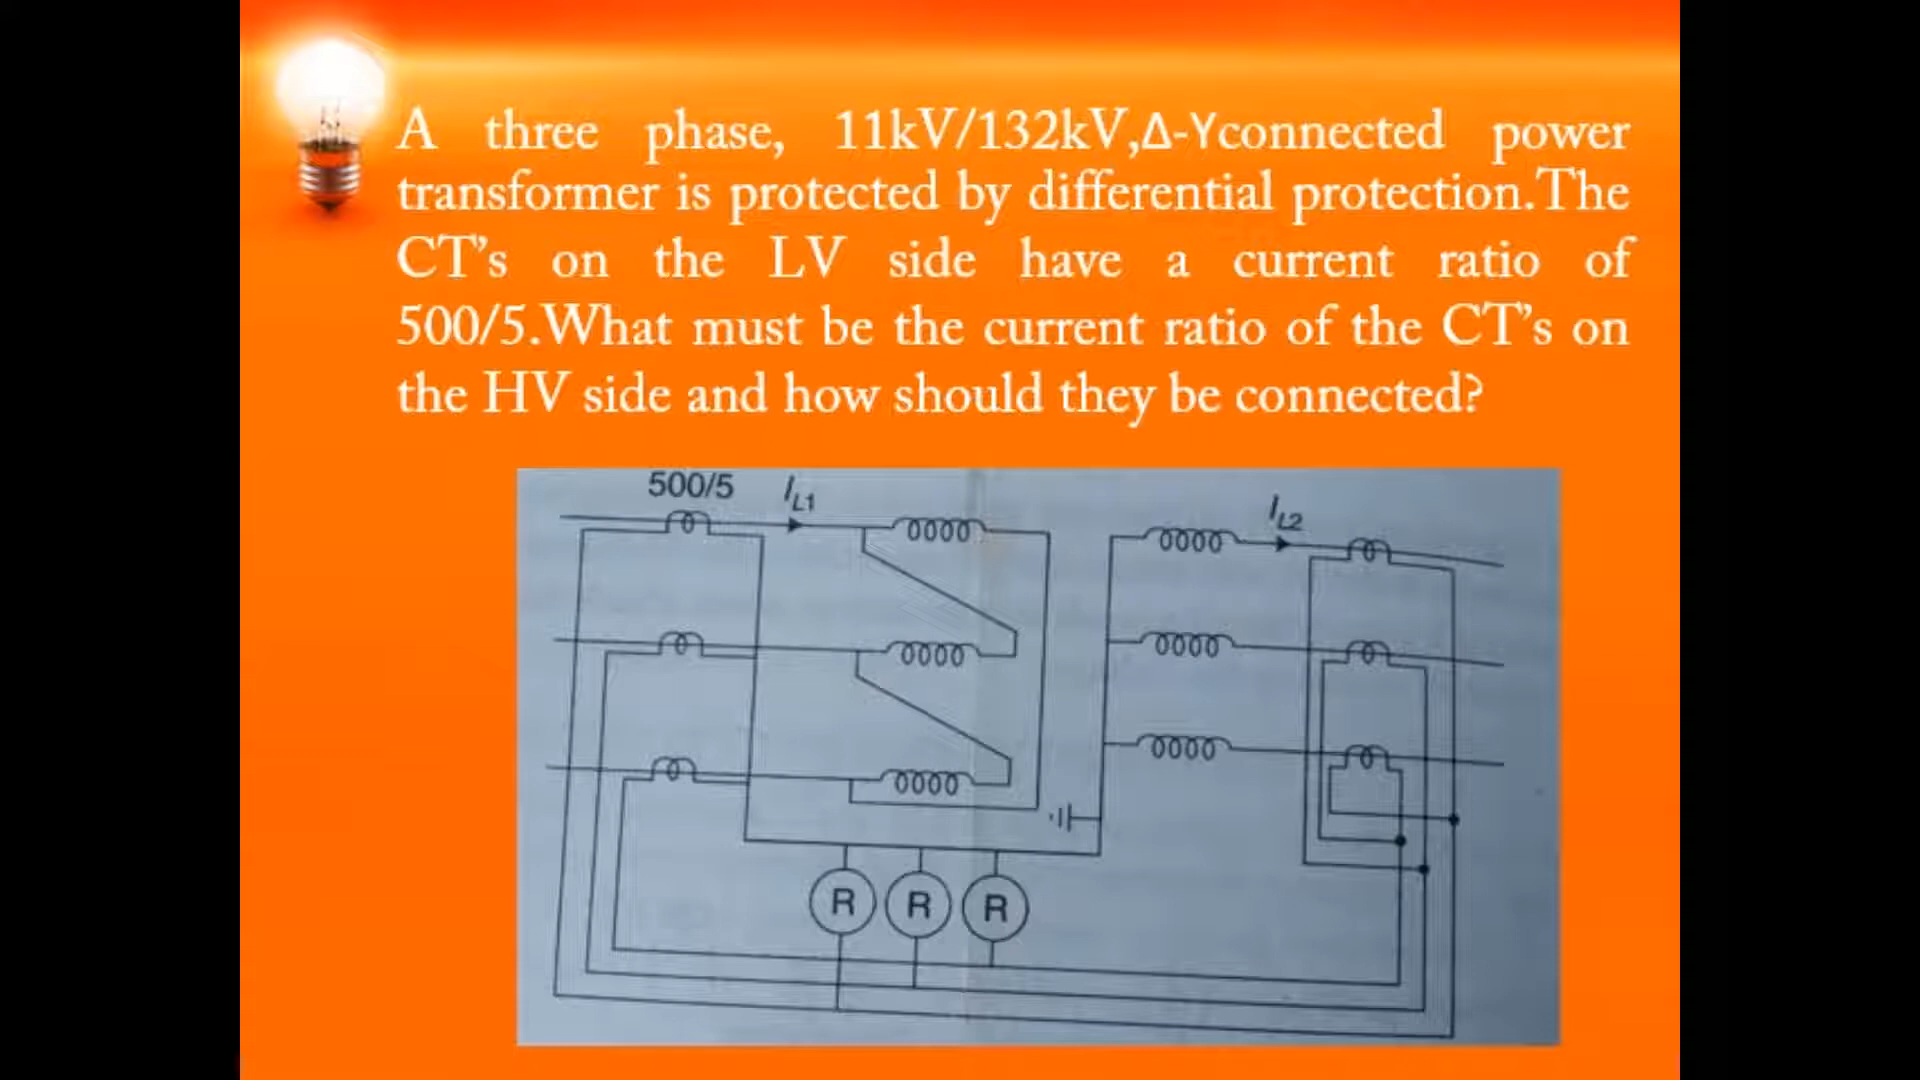 A three phase, 11kV/132kV,Δ-Yconnected power
transformer is protected by differential protection.The
CT's on the LV side have a current ratio of
500/5.What must be the current ratio of the CT's on
the HV side and how should they be connected?
500/5 IL1
IL2
R R R